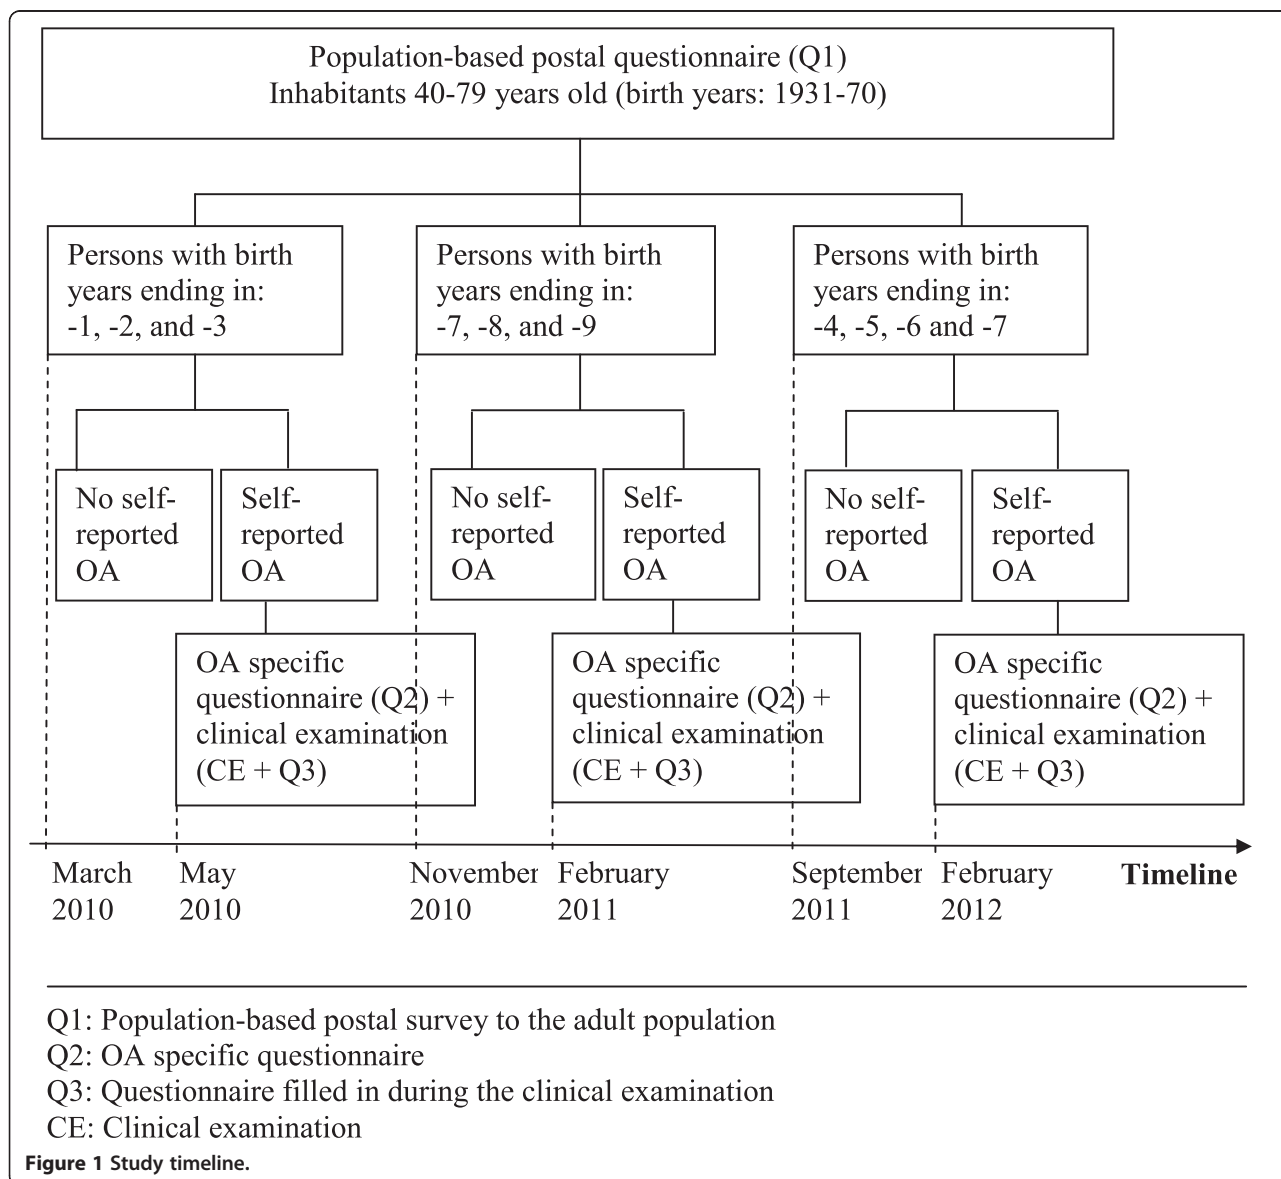 Population-based postal questionnaire (Q1)
Inhabitants 40-79 years old (birth years: 1931-70)
Persons with birth
years ending in:
-1, -2, and -3
Persons with birth
years ending in:
-7, -8, and -9
Persons with birth
years ending in:
-4, -5, -6 and -7
No self-
reported
OA
Self-
reported
OA
No self-
reported
OA
Self-
reported
OA
No self-
reported
OA
Self-
reported
OA
OA specific
questionnaire (Q2) +
clinical examination
(CE + Q3)
OA specific
questionnaire (Q2) +
clinical examination
(CE + Q3)
OA specific
questionnaire (Q2) +
clinical examination
(CE + Q3)
March
2010
May
2010
November
2010
February
2011
September
2011
February
2012
Timeline
Q1: Population-based postal survey to the adult population
Q2: OA specific questionnaire
Q3: Questionnaire filled in during the clinical examination
CE: Clinical examination
Figure 1 Study timeline.